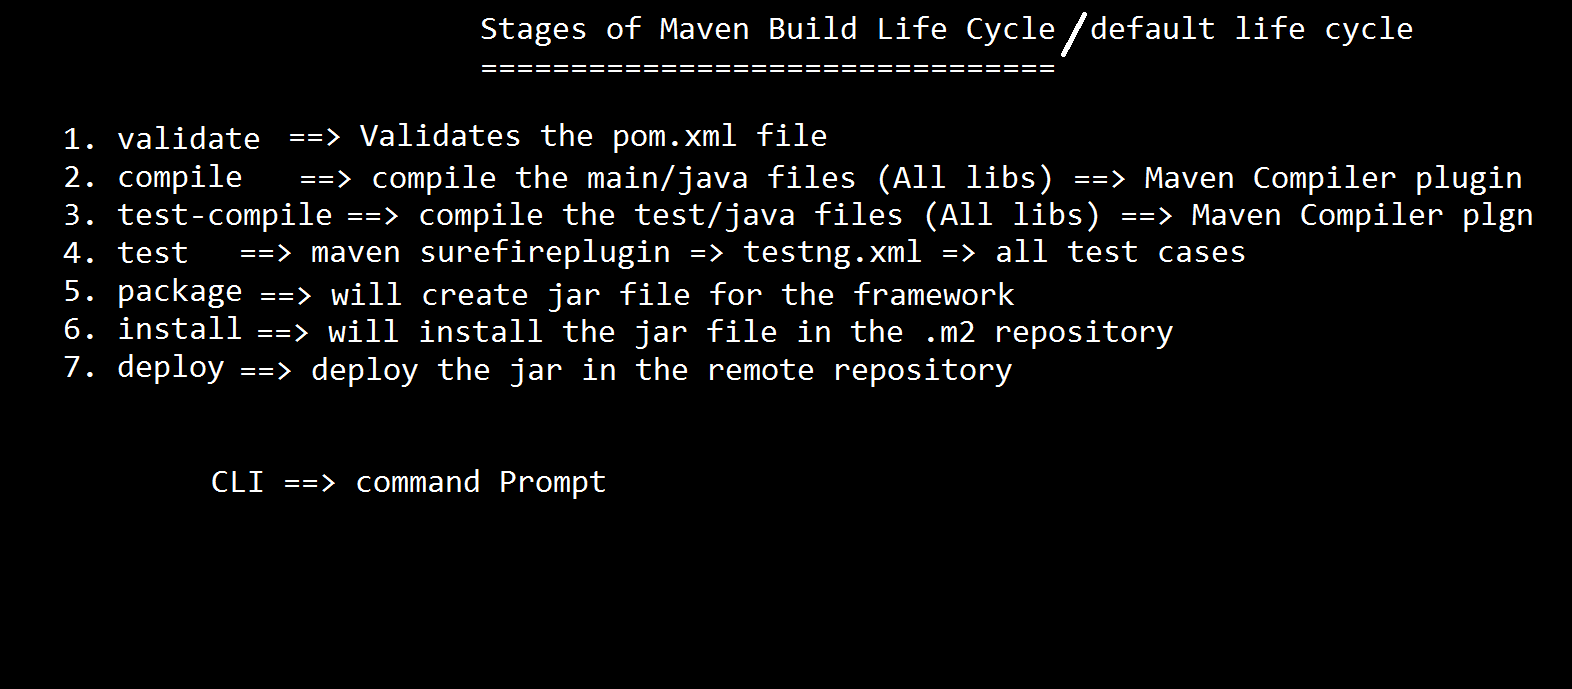 Stages of Maven Build Life Cycle/default life cycle
================================
1. validate ==> Validates the pom.xml file
2. compile ==> compile the main/java files (All libs) ==> Maven Compiler plugin
3. test-compile ==> compile the test/java files (All libs) ==> Maven Compiler plgn
4. test ==> maven surefireplugin => testng.xml => all test cases
5. package ==> will create jar file for the framework
6. install ==> will install the jar file in the .m2 repository
7. deploy ==> deploy the jar in the remote repository
CLI ==> command Prompt